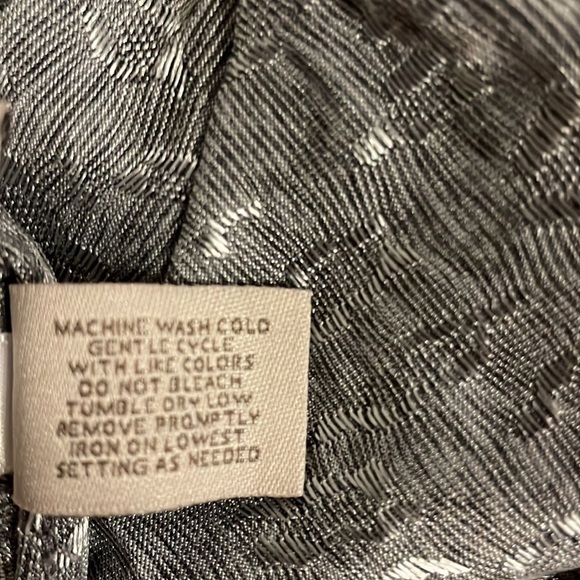 MACHINE WASH COLD
GENTLE CYCLE
WITH LIKE COLORS
DO NOT BLEACH
TUMBLE DRY LOW
REMOVE PROMPTLY
IRON ON LOWEST
SETTING AS NEEDED